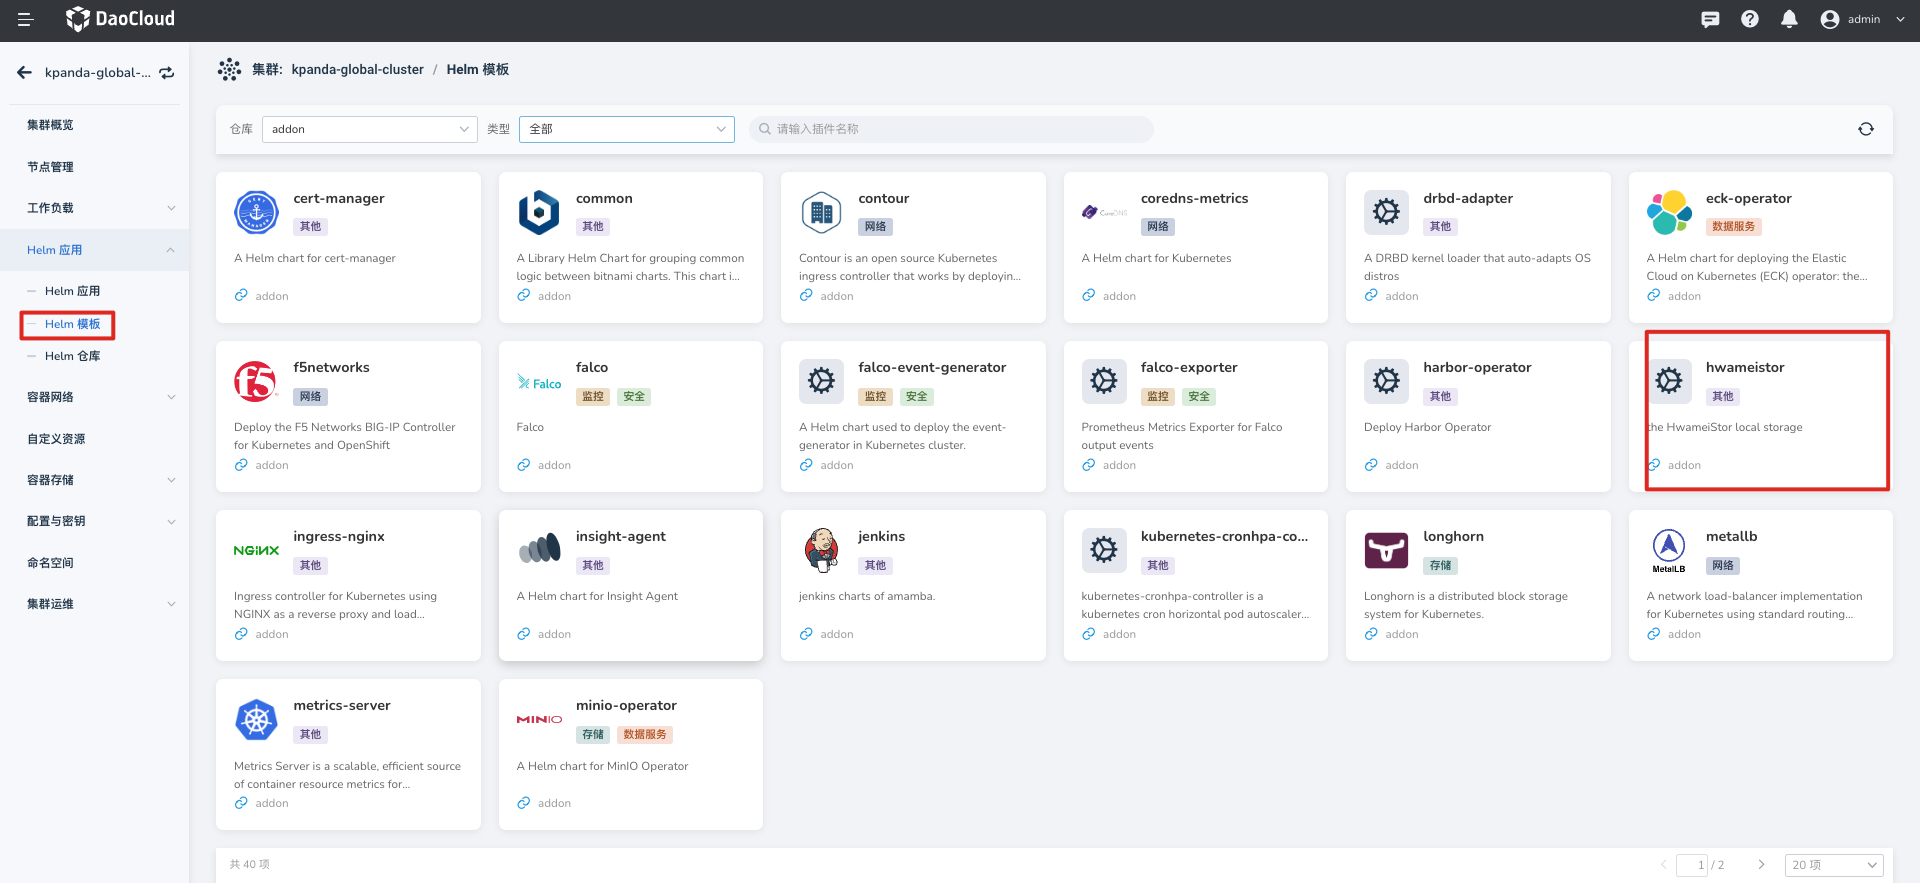 DaoCloud
admin
kpanda-global-...
集群概览
节点管理
工作负载
Helm 应用
Helm 应用
Helm 模板
Helm 仓库
容器网络
自定义资源
容器存储
配置与密钥
命名空间
集群运维
集群: kpanda-global-cluster / Helm 模板
仓库 addon 类型 全部 请输入插件名称
cert-manager
其他
A Helm chart for cert-manager
addon
common
其他
A Library Helm Chart for grouping common
logic between bitnami charts. This chart i...
addon
contour
网络
Contour is an open source Kubernetes
ingress controller that works by deployin...
addon
CoreDNS
coredns-metrics
网络
A Helm chart for Kubernetes
addon
drbd-adapter
其他
A DRBD kernel loader that auto-adapts OS
distros
addon
eck-operator
数据服务
A Helm chart for deploying the Elastic
Cloud on Kubernetes (ECK) operator: the...
addon
f5
f5networks
网络
Deploy the F5 Networks BIG-IP Controller
for Kubernetes and OpenShift
addon
Falco
falco
监控 安全
Falco
addon
falco-event-generator
监控 安全
A Helm chart used to deploy the event-
generator in Kubernetes cluster.
addon
falco-exporter
监控 安全
Prometheus Metrics Exporter for Falco
output events
addon
harbor-operator
其他
Deploy Harbor Operator
addon
hwameistor
其他
the HwameiStor local storage
addon
NGINX
ingress-nginx
其他
Ingress controller for Kubernetes using
NGINX as a reverse proxy and load...
addon
insight-agent
其他
A Helm chart for Insight Agent
addon
jenkins
其他
jenkins charts of amamba.
addon
kubernetes-cronhpa-co...
其他
kubernetes-cronhpa-controller is a
kubernetes cron horizontal pod autoscaler...
addon
longhorn
存储
Longhorn is a distributed block storage
system for Kubernetes.
addon
MetalLB
metallb
网络
A network load-balancer implementation
for Kubernetes using standard routing...
addon
metrics-server
其他
Metrics Server is a scalable, efficient source
of container resource metrics for...
addon
MINIO
minio-operator
存储 数据服务
A Helm chart for MinIO Operator
addon
共 40 项
1 / 2
20 项